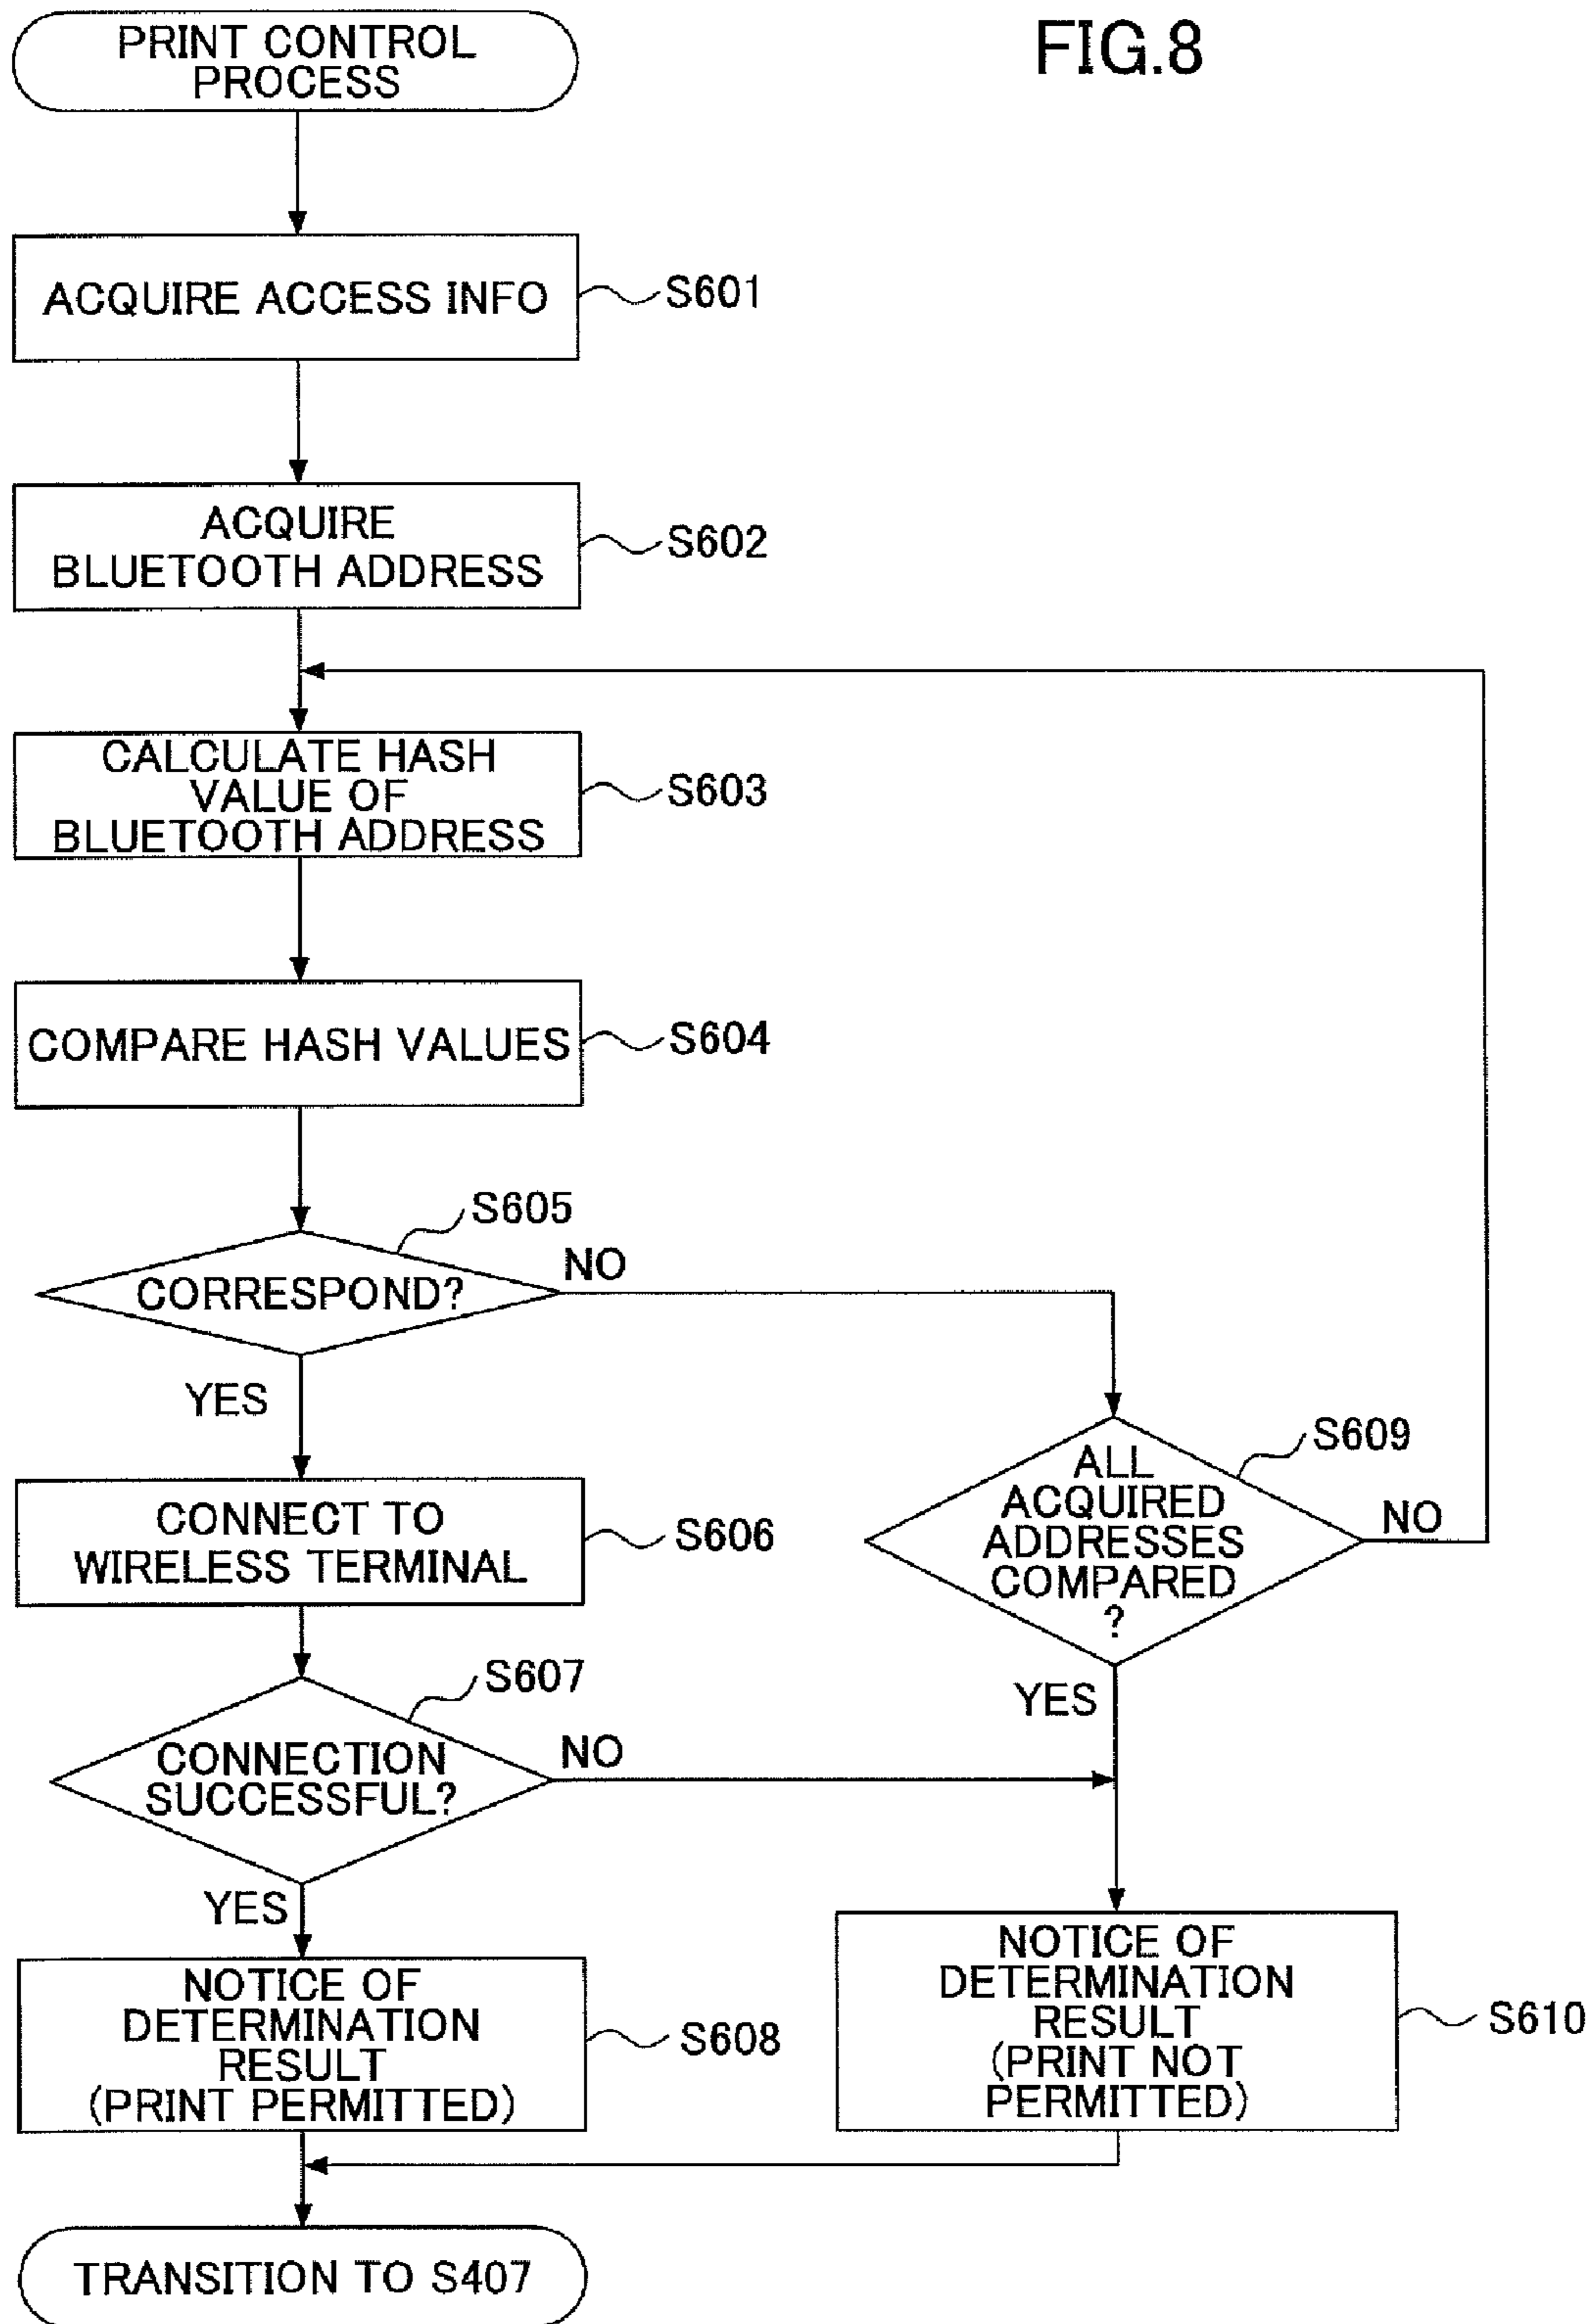 FIG.8
PRINT CONTROL
PROCESS
ACQUIRE ACCESS INFO
S601
ACQUIRE
BLUETOOTH ADDRESS
S602
CALCULATE HASH
VALUE OF
BLUETOOTH ADDRESS
S603
COMPARE HASH VALUES
S604
S605
CORRESPOND?
NO
YES
CONNECT TO
WIRELESS TERMINAL
S606
S609
ALL
ACQUIRED
ADDRESSES
COMPARED
?
NO
YES
S607
CONNECTION
SUCCESSFUL?
NO
YES
NOTICE OF
DETERMINATION
RESULT
(PRINT PERMITTED)
S608
NOTICE OF
DETERMINATION
RESULT
(PRINT NOT
PERMITTED)
S610
TRANSITION TO S407